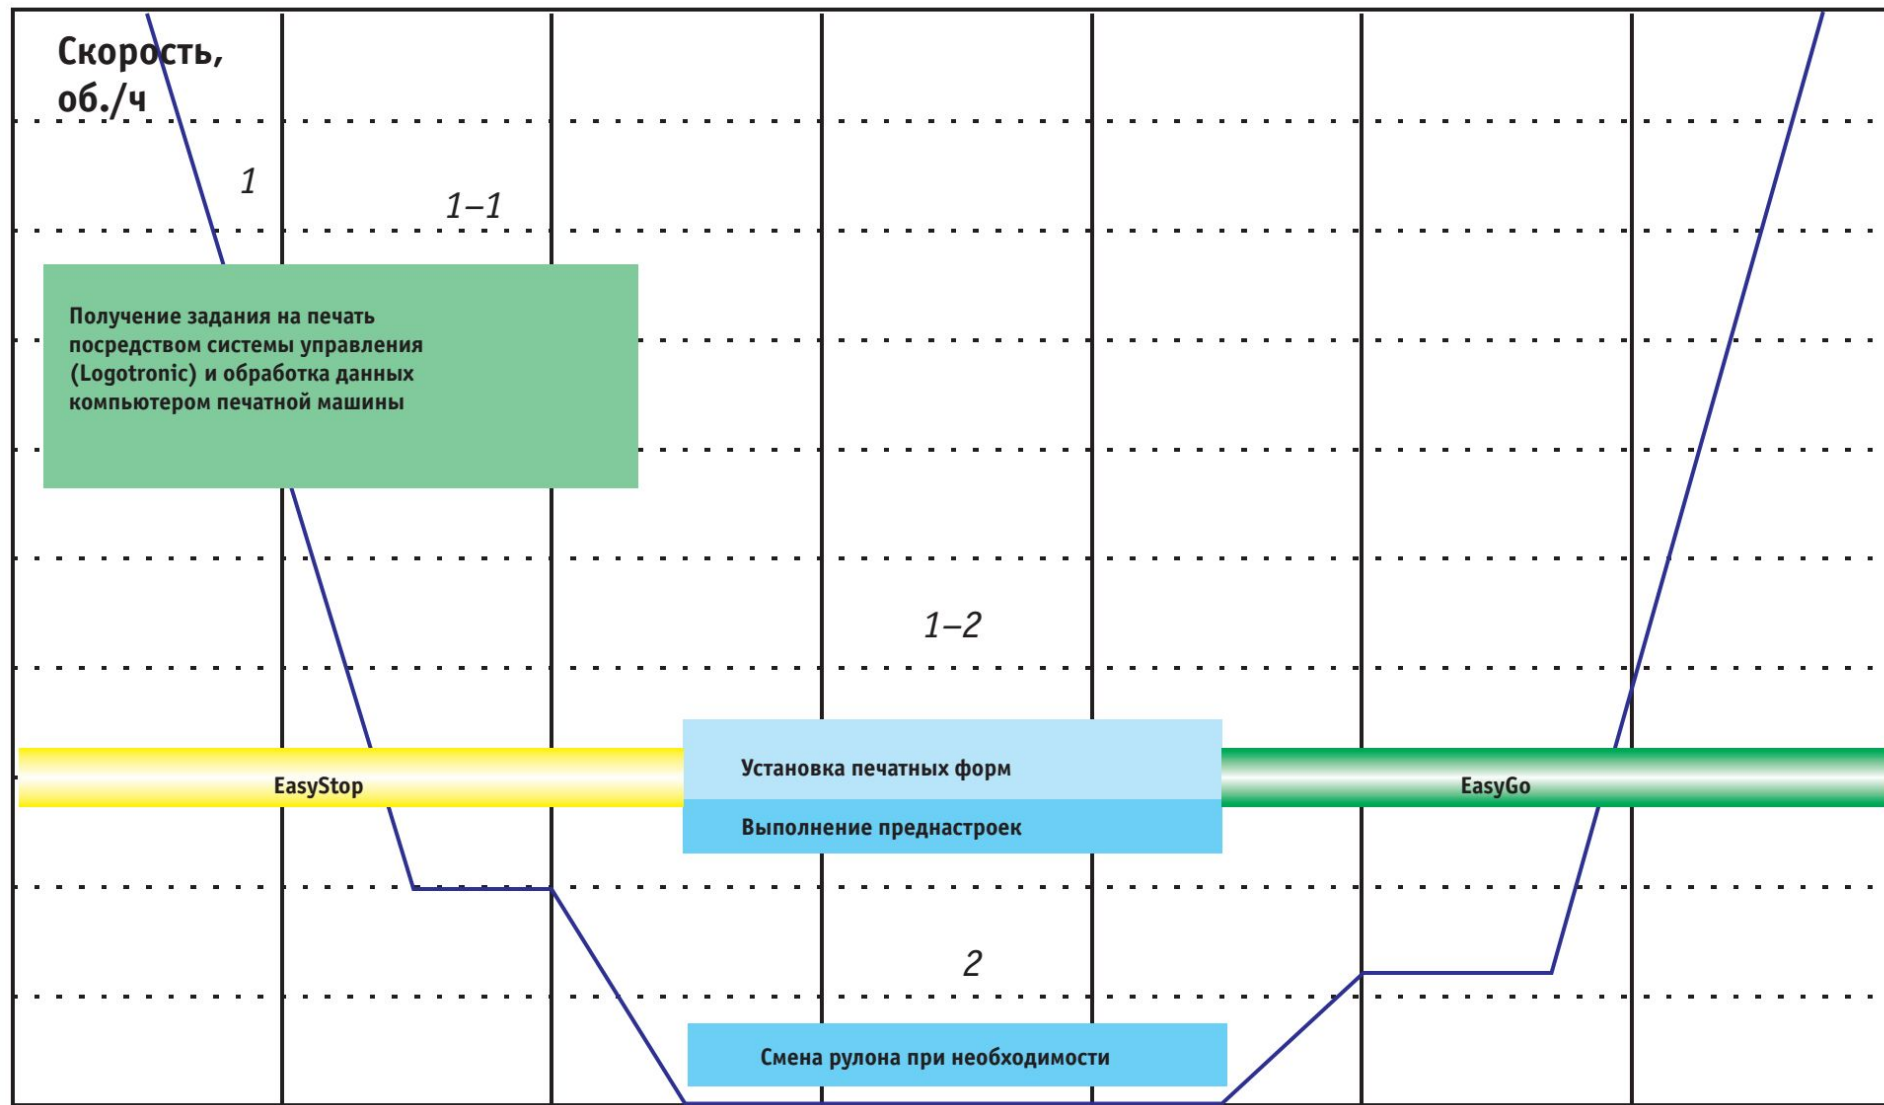 Скорость,
об./ч
1
1–1
Получение задания на печать
посредством системы управления
(Logotronic) и обработка данных
компьютером печатной машины
1–2
EasyStop
Установка печатных форм
Выполнение преднастроек
EasyGo
2
Смена рулона при необходимости